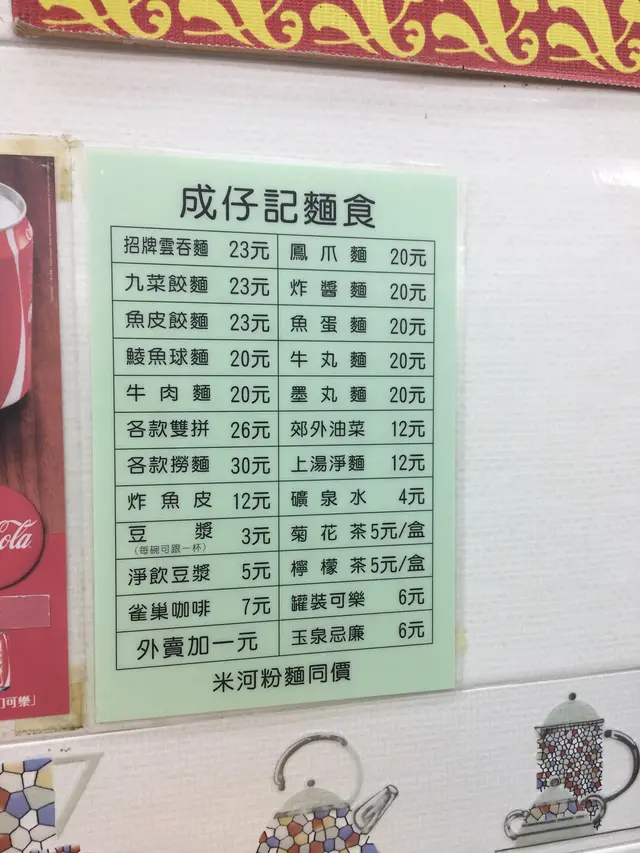 成仔記麵食
招牌雲吞麵 23元 鳳爪麵 20元
九菜餃麵 23元 炸醬麵 20元
魚皮餃麵 23元 魚蛋麵 20元
鯪魚球麵 20元 牛丸麵 20元
牛肉麵 20元 墨丸麵 20元
各款雙拼 26元 郊外油菜 12元
各款撈麵 30元 上湯淨麵 12元
炸魚皮 12元 礦泉水 4元
豆漿 3元 菊花茶 5元/盒
(每碗可跟一杯)
淨飲豆漿 5元 檸檬茶 5元/盒
雀巢咖啡 7元 罐裝可樂 6元
外賣加一元 玉泉忌廉 6元
米河粉麵同價
可樂」